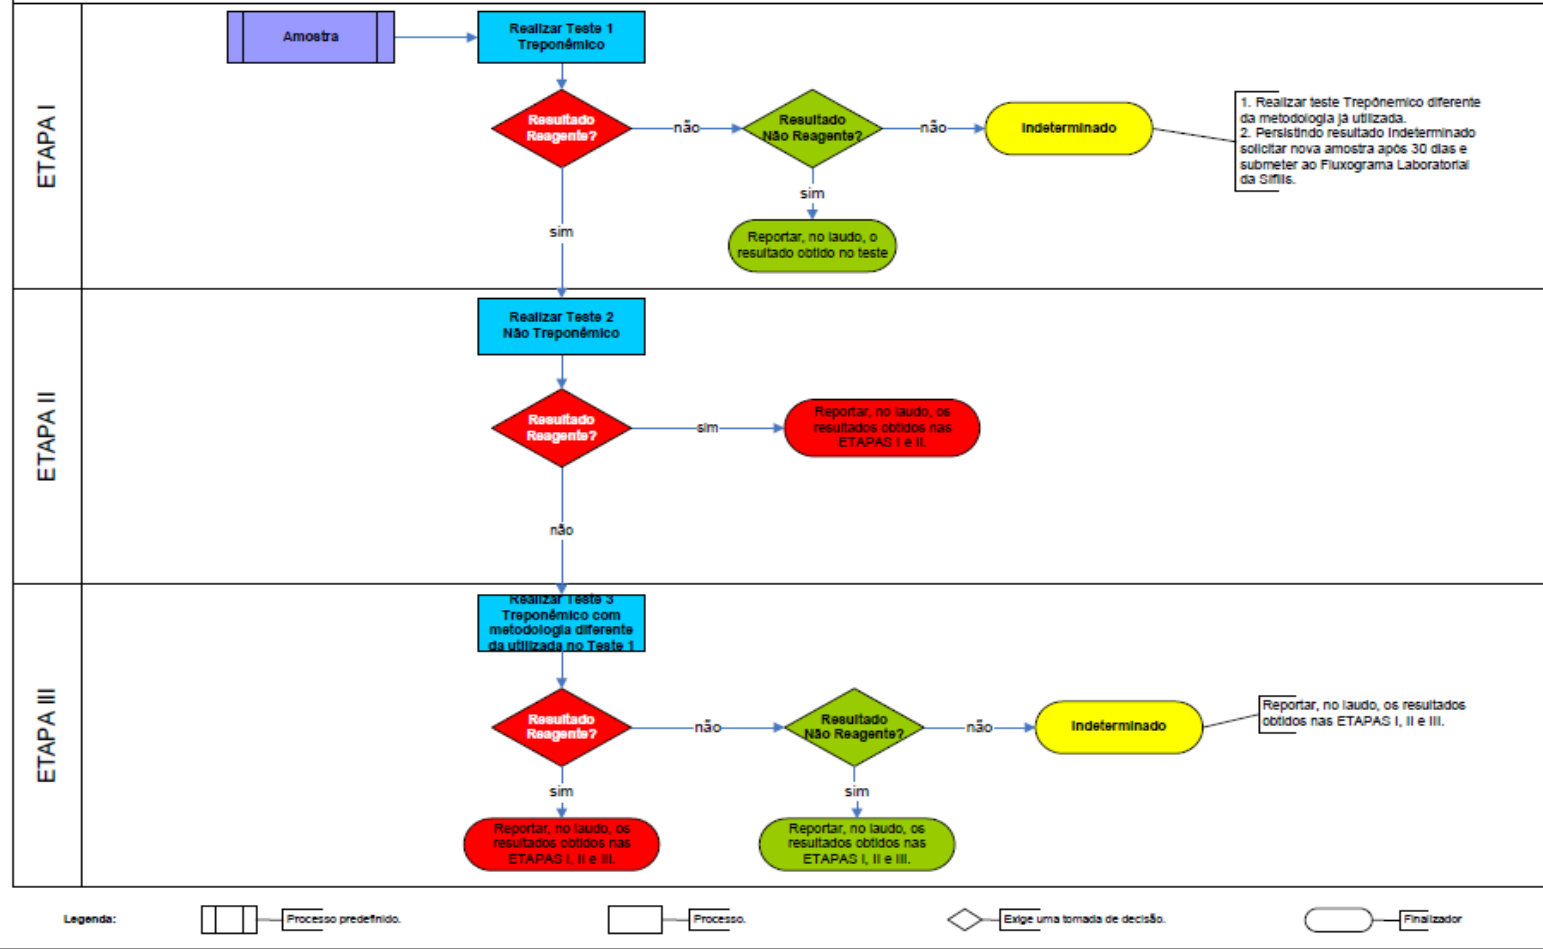 ETAPA I
Amostra
Realizar Teste 1
Treponêmico
Resultado
Reagente?
não
Resultado
Não Reagente?
não
Indeterminado
1. Realizar teste Trepônemico diferente
da metodologia já utilizada.
2. Persistindo resultado Indeterminado
solicitar nova amostra após 30 dias e
submeter ao Fluxograma Laboratorial
da Sífilis.
sim
sim
Reportar, no laudo, o
resultado obtido no teste
ETAPA II
Realizar Teste 2
Não Treponêmico
Resultado
Reagente?
sim
Reportar, no laudo, os
resultados obtidos nas
ETAPAS I e II.
não
ETAPA III
Realizar Teste 3
Treponêmico com
metodologia diferente
da utilizada no Teste 1
Resultado
Reagente?
não
Resultado
Não Reagente?
não
Indeterminado
Reportar, no laudo, os resultados
obtidos nas ETAPAS I, II e III.
sim
sim
Reportar, no laudo, os
resultados obtidos nas
ETAPAS I, II e III.
Reportar, no laudo, os
resultados obtidos nas
ETAPAS I, II e III.
Legenda:
Processo predefinido.
Processo.
Exige uma tomada de decisão.
Finalizador